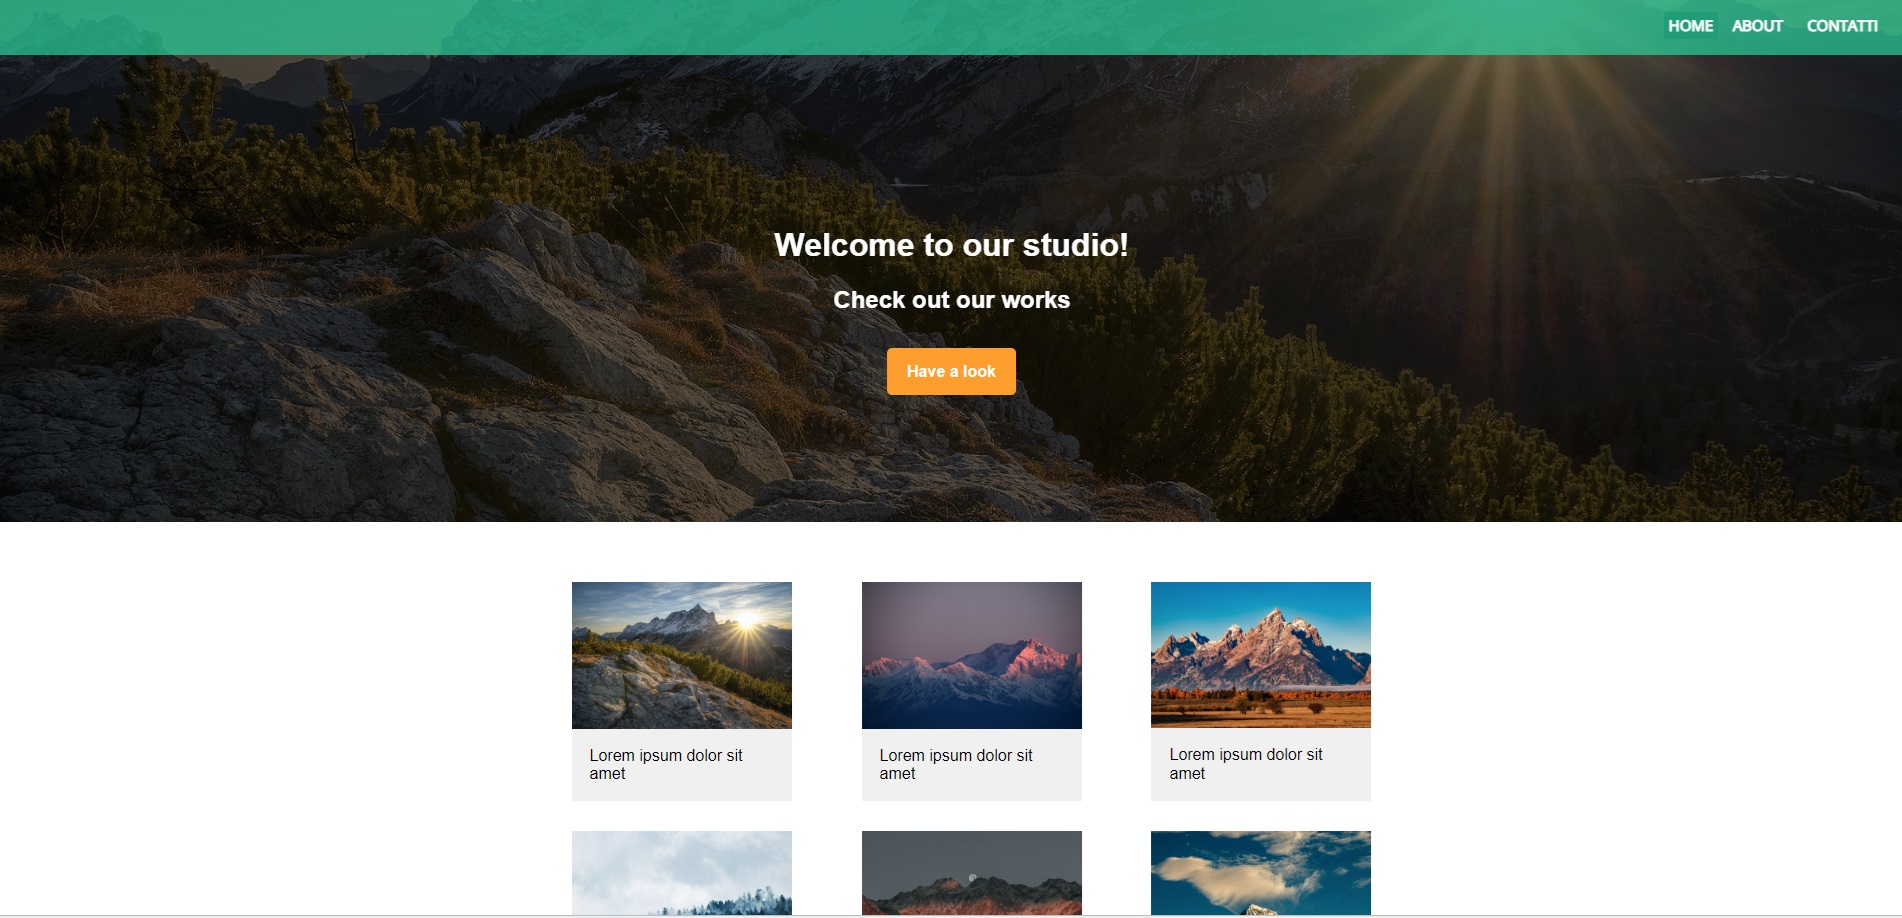 HOME ABOUT CONTATTI
Welcome to our studio!
Check out our works
Have a look
Lorem ipsum dolor sit
amet
Lorem ipsum dolor sit
amet
Lorem ipsum dolor sit
amet